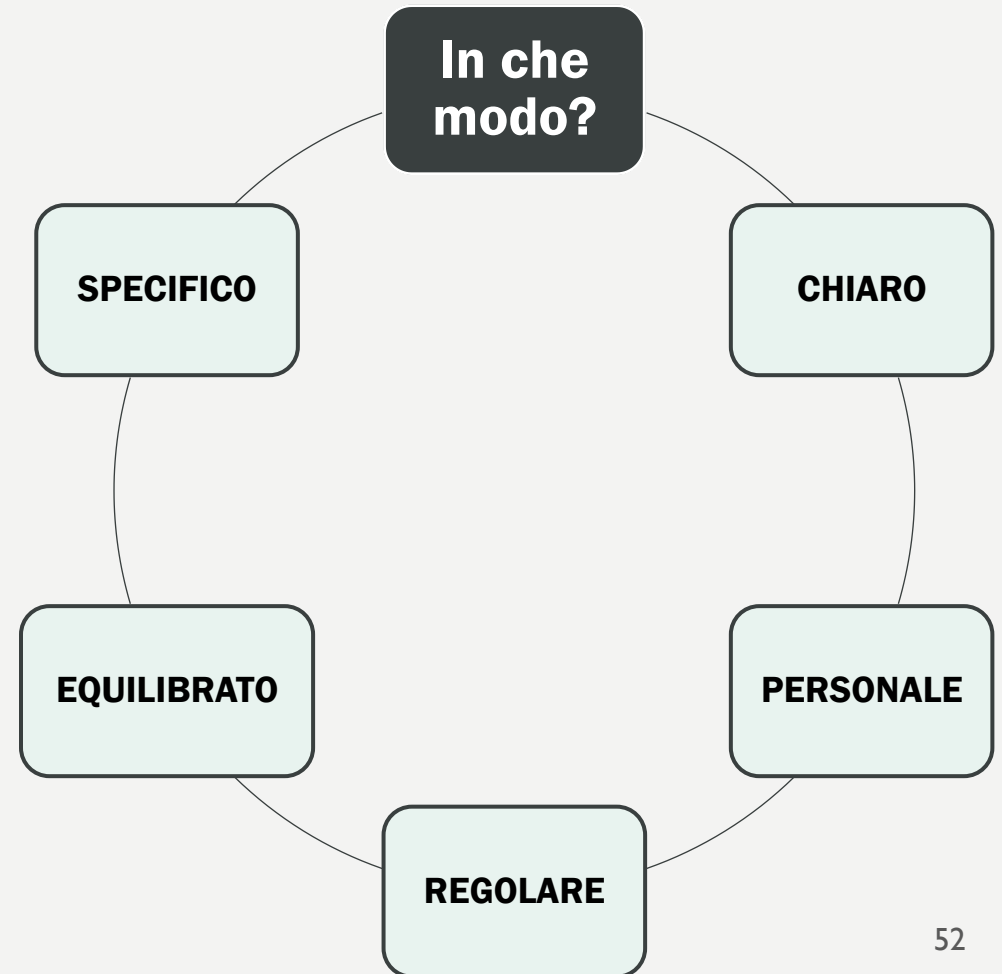 In che
modo?
SPECIFICO
CHIARO
EQUILIBRATO
PERSONALE
REGOLARE
52